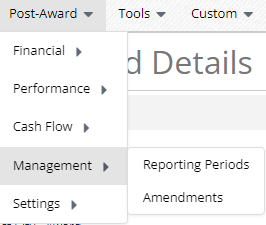 Post-Award Tools Custom
d Details
Financial
Performance
Cash Flow
Management
Reporting Periods
Settings
Amendments